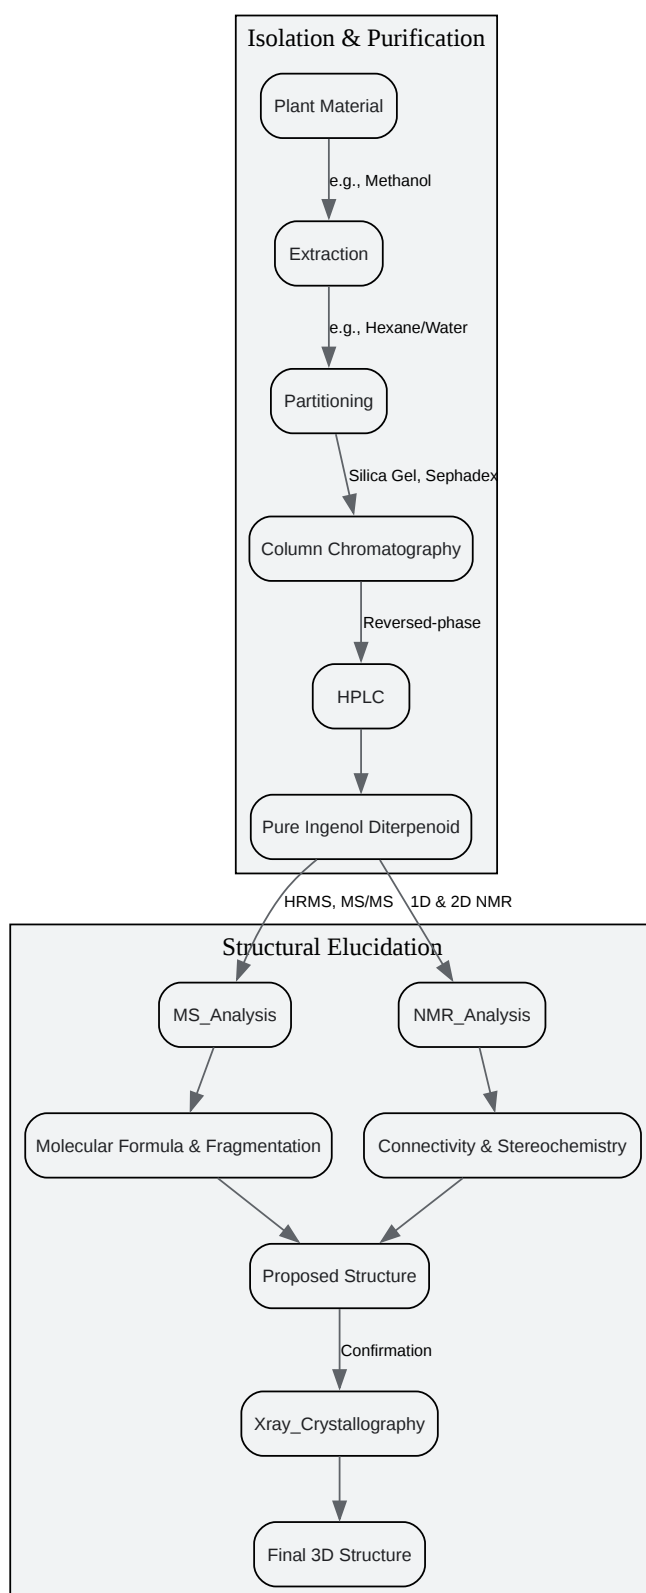 Isolation & Purification
Plant Material
e.g., Methanol
Extraction
e.g., Hexane/Water
Partitioning
Silica Gel, Sephadex
Column Chromatography
Reversed-phase
HPLC
Pure Ingenol Diterpenoid
HRMS, MS/MS
1D & 2D NMR
Structural Elucidation
MS_Analysis
NMR_Analysis
Molecular Formula & Fragmentation
Connectivity & Stereochemistry
Proposed Structure
Confirmation
Xray_Crystallography
Final 3D Structure